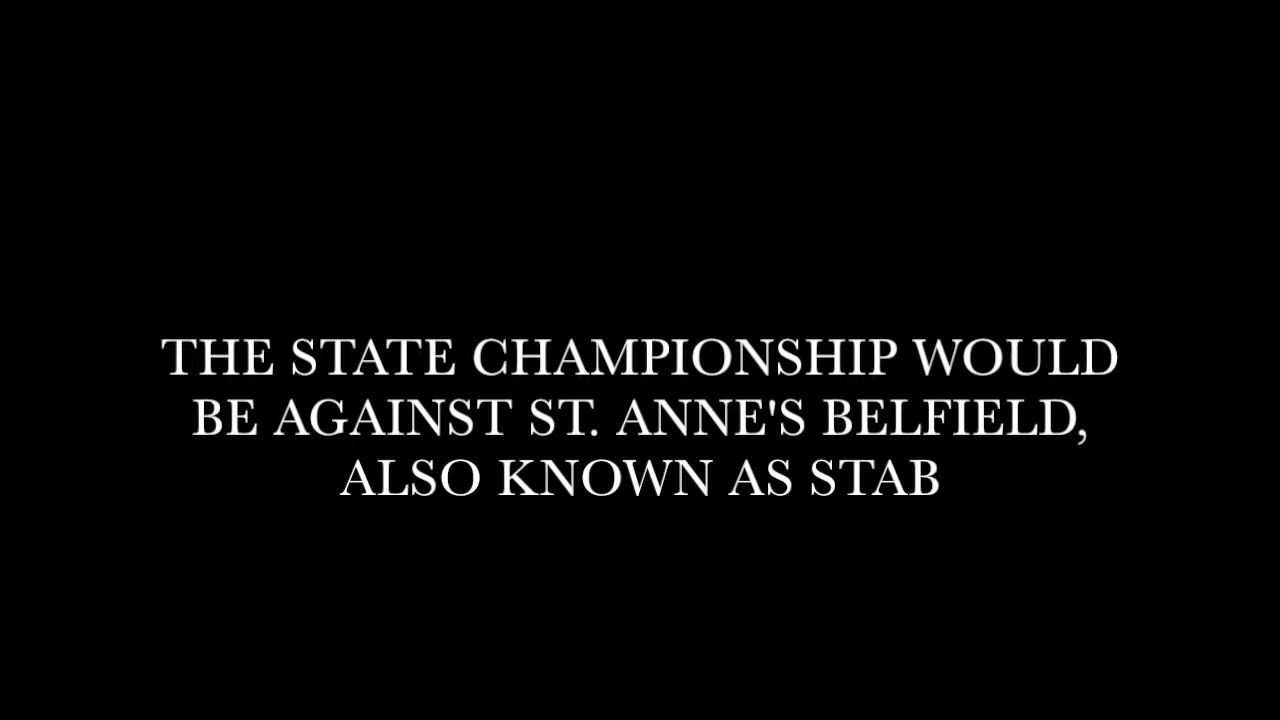 THE STATE CHAMPIONSHIP WOULD
BE AGAINST ST. ANNE'S BELFIELD,
ALSO KNOWN AS STAB